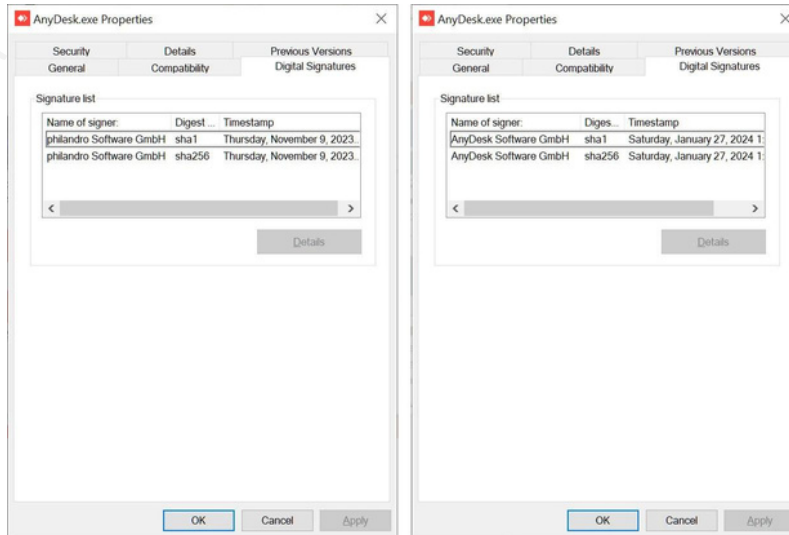 AnyDesk.exe Properties
Security Details Previous Versions
General Compatibility Digital Signatures
Signature list
Name of signer: Digest ... Timestamp
philandro Software GmbH sha1 Thursday, November 9, 2023...
philandro Software GmbH sha256 Thursday, November 9, 2023...
Details
OK Cancel Apply
AnyDesk.exe Properties
Security Details Previous Versions
General Compatibility Digital Signatures
Signature list
Name of signer: Diges... Timestamp
AnyDesk Software GmbH sha1 Saturday, January 27, 2024 1:
AnyDesk Software GmbH sha256 Saturday, January 27, 2024 1:
Details
OK Cancel Apply